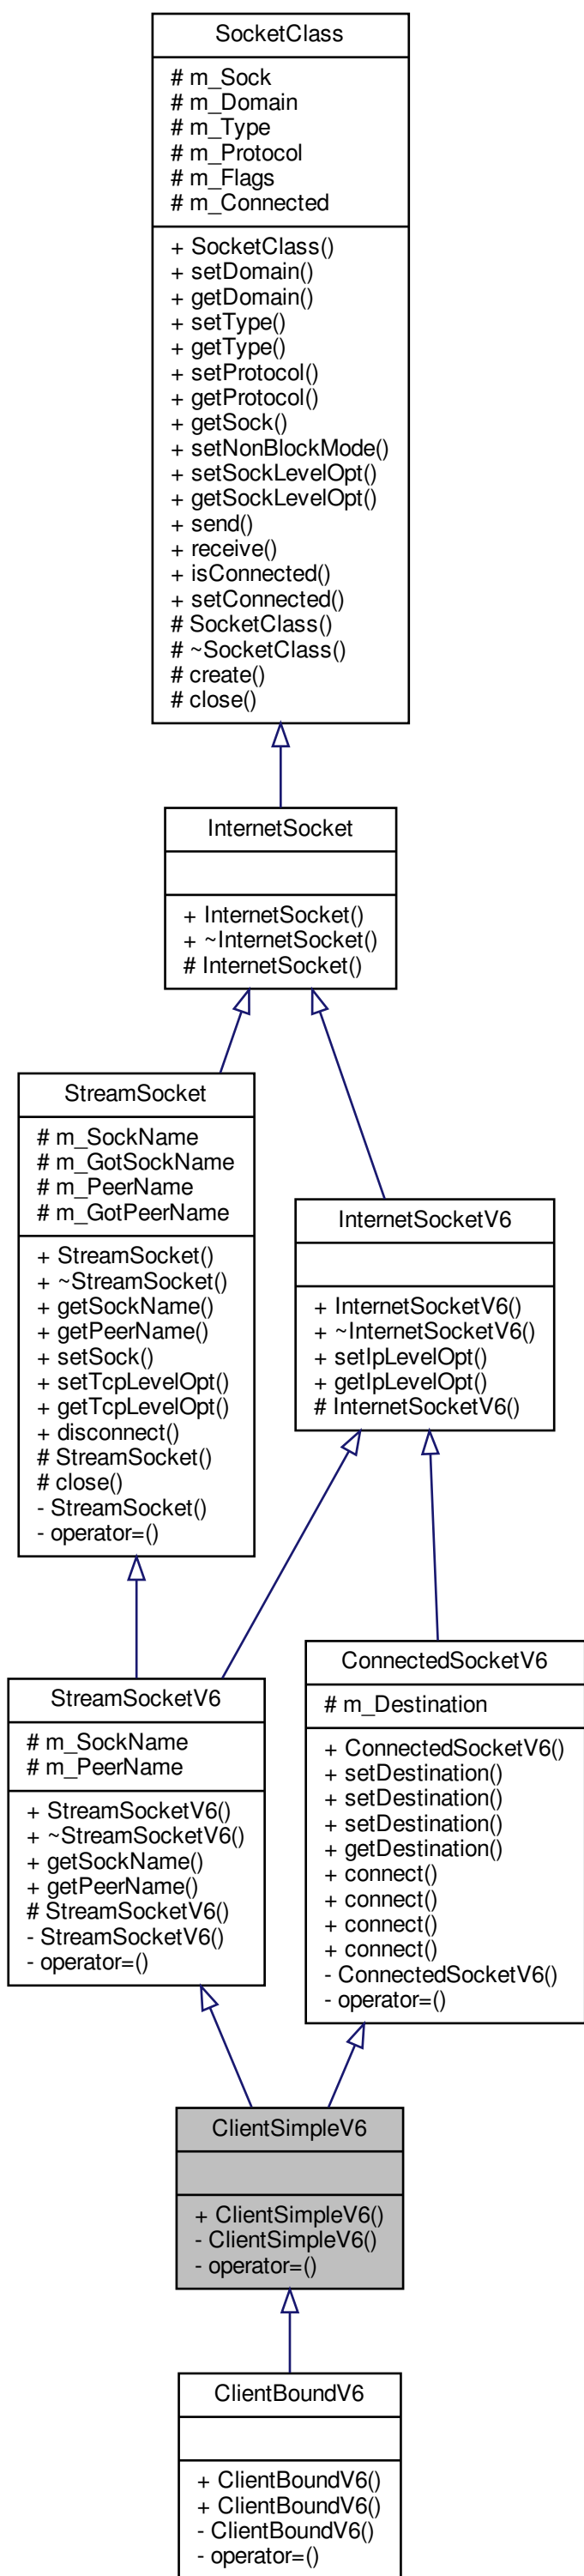 SocketClass
# m_Sock
# m_Domain
# m_Type
# m_Protocol
# m_Flags
# m_Connected
+ SocketClass()
+ setDomain()
+ getDomain()
+ setType()
+ getType()
+ setProtocol()
+ getProtocol()
+ getSock()
+ setNonBlockMode()
+ setSockLevelOpt()
+ getSockLevelOpt()
+ send()
+ receive()
+ isConnected()
+ setConnected()
# SocketClass()
# ~SocketClass()
# create()
# close()
InternetSocket
+ InternetSocket()
+ ~InternetSocket()
# InternetSocket()
StreamSocket
# m_SockName
# m_GotSockName
# m_PeerName
# m_GotPeerName
+ StreamSocket()
+ ~StreamSocket()
+ getSockName()
+ getPeerName()
+ setSock()
+ setTcpLevelOpt()
+ getTcpLevelOpt()
+ disconnect()
# StreamSocket()
# close()
- StreamSocket()
- operator=()
InternetSocketV6
+ InternetSocketV6()
+ ~InternetSocketV6()
+ setIpLevelOpt()
+ getIpLevelOpt()
# InternetSocketV6()
StreamSocketV6
# m_SockName
# m_PeerName
+ StreamSocketV6()
+ ~StreamSocketV6()
+ getSockName()
+ getPeerName()
# StreamSocketV6()
- StreamSocketV6()
- operator=()
ConnectedSocketV6
# m_Destination
+ ConnectedSocketV6()
+ setDestination()
+ setDestination()
+ setDestination()
+ getDestination()
+ connect()
+ connect()
+ connect()
+ connect()
- ConnectedSocketV6()
- operator=()
ClientSimpleV6
+ ClientSimpleV6()
- ClientSimpleV6()
- operator=()
ClientBoundV6
+ ClientBoundV6()
+ ClientBoundV6()
- ClientBoundV6()
- operator=()